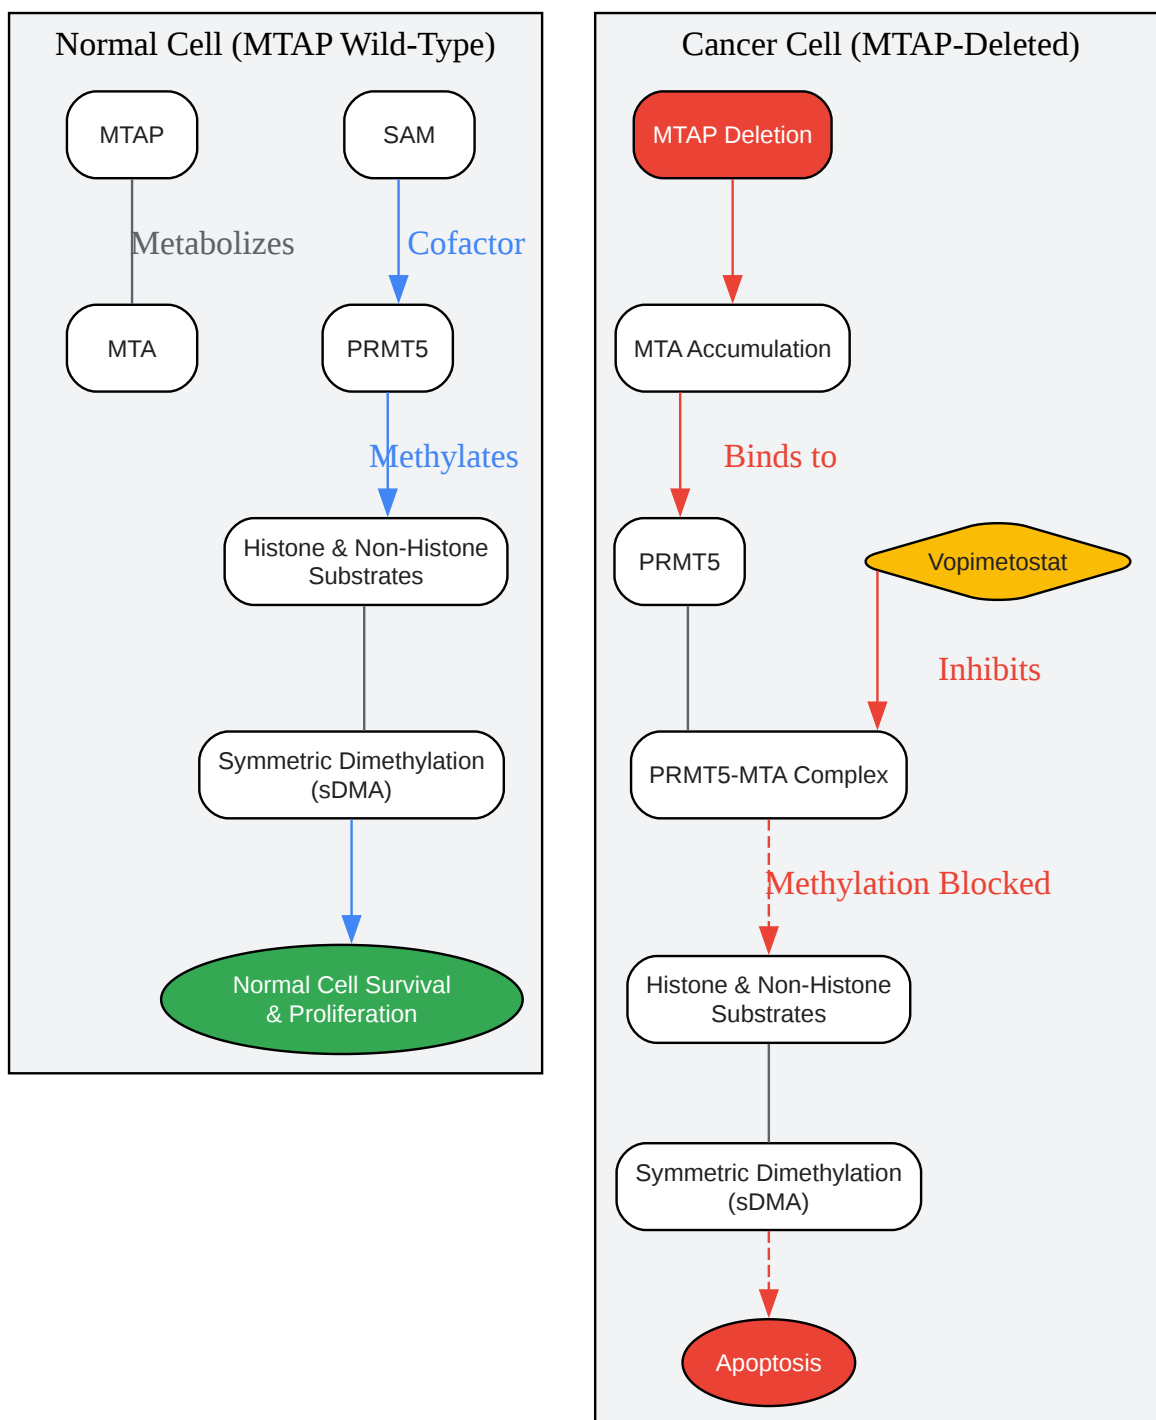 Normal Cell (MTAP Wild-Type)
MTAP
SAM
Metabolizes
Cofactor
MTA
PRMT5
Methylates
Histone & Non-Histone
Substrates
Symmetric Dimethylation
(sDMA)
Normal Cell Survival
& Proliferation
Cancer Cell (MTAP-Deleted)
MTAP Deletion
MTA Accumulation
Binds to
PRMT5
Vopimetostat
Inhibits
PRMT5-MTA Complex
Methylation Blocked
Histone & Non-Histone
Substrates
Symmetric Dimethylation
(sDMA)
Apoptosis